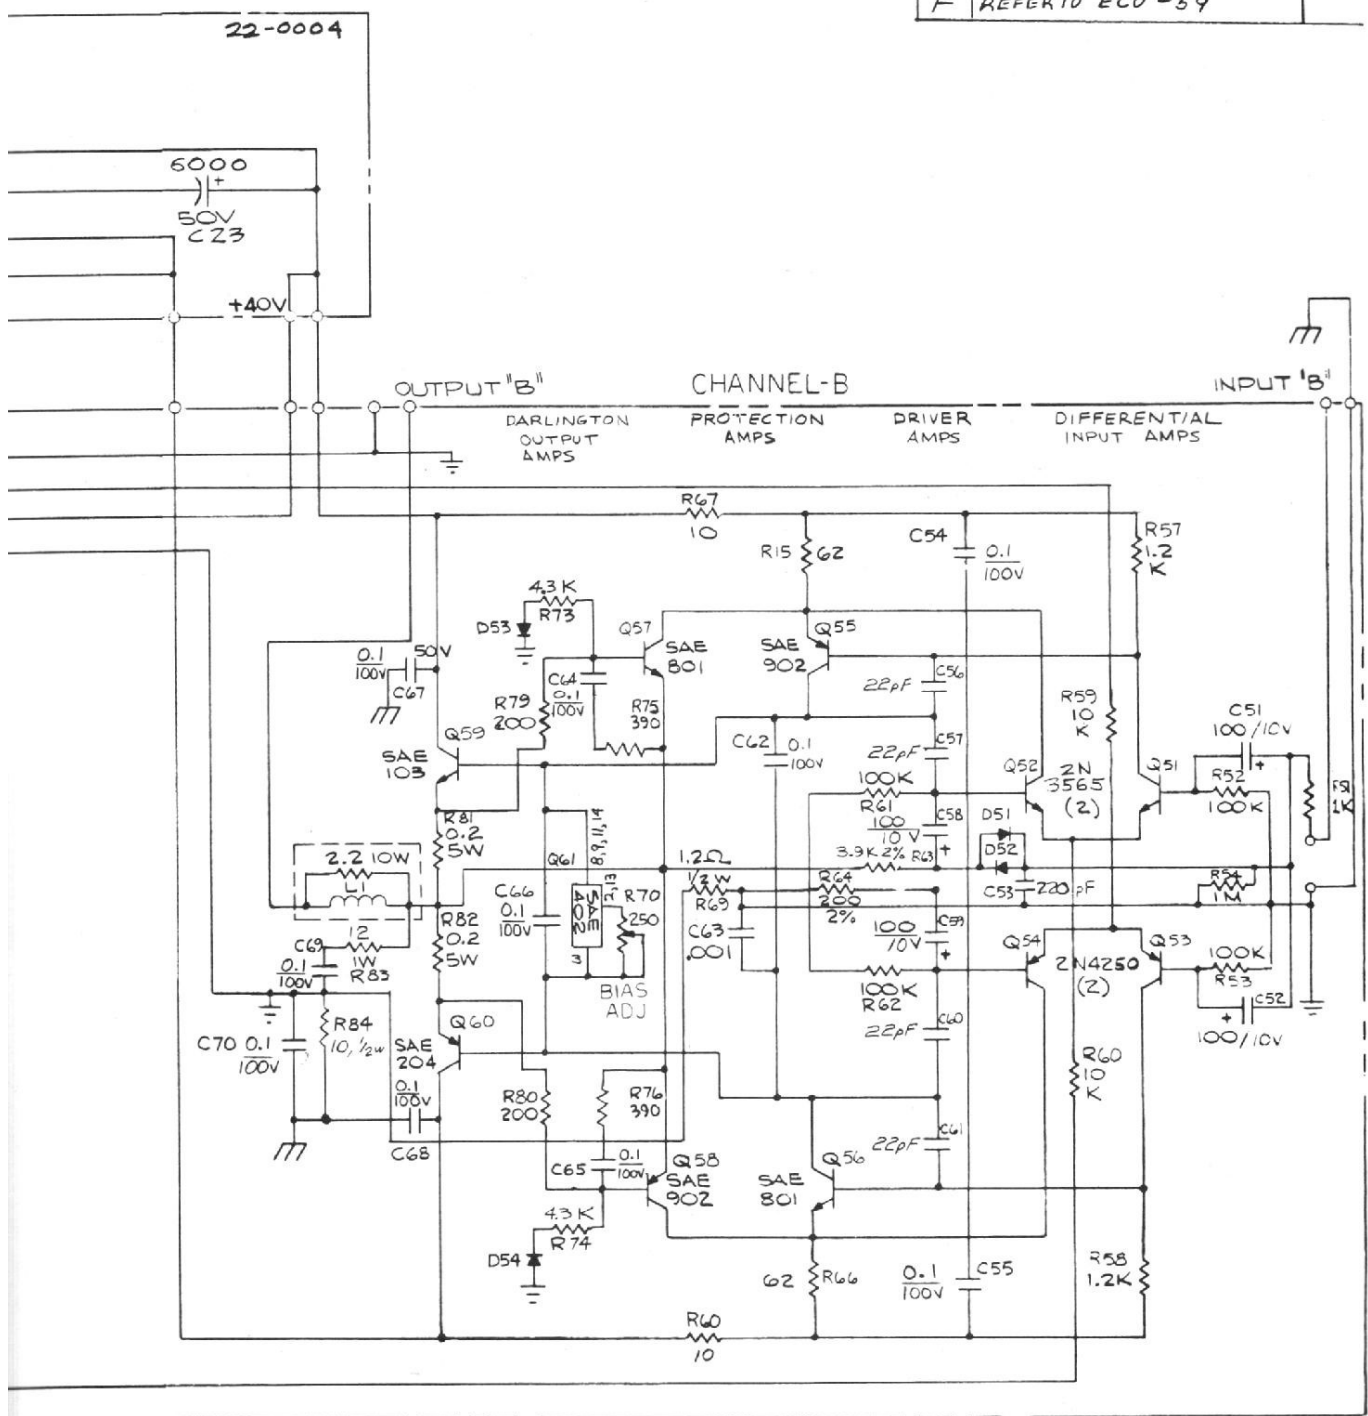 F REFER TO ECO-59
22-0004
6000
+
50V
C23
+40V
OUTPUT "B"
CHANNEL-B
INPUT "B"
DARLINGTON
OUTPUT
AMPS
PROTECTION
AMPS
DRIVER
AMPS
DIFFERENTIAL
INPUT AMPS
R67
10
R15
62
C54
0.1
100V
R57
1.2
K
4.3K
R73
D53
Q57
SAE
801
Q55
SAE
902
0.1
100V
50V
C67
C64
0.1
100V
R79
200
R75
390
22pF
C56
R59
10
K
C51
100/10V
+
Q59
SAE
103
C62
0.1
100V
22pF
C57
Q52
2N
3565
(2)
Q51
R52
100K
1K
100K
R61
100
10V
C58
+
D51
D52
R81
0.2
5W
8,9,11,14
2.2 10W
L1
Q61
1.2Ω
1/2W
R69
3.9K 2%
R63
R64
200
2%
C53
220pF
R54
1M
C66
0.1
100V
SAE
402
3
R70
250
BIAS
ADJ
R82
0.2
5W
C63
.001
100
10V
C59
+
Q54
2N4250
(2)
Q53
100K
R53
C69
0.1
100V
12
1W
R83
100K
R62
C52
+
100/10V
C70
0.1
100V
R84
10, 1/2W
Q60
SAE
204
22pF
C60
R60
10
K
0.1
100V
C68
R80
200
R76
390
22pF
C61
C65
0.1
100V
Q58
SAE
902
Q56
SAE
801
4.3K
R74
D54
62
R66
0.1
100V
C55
R58
1.2K
R60
10